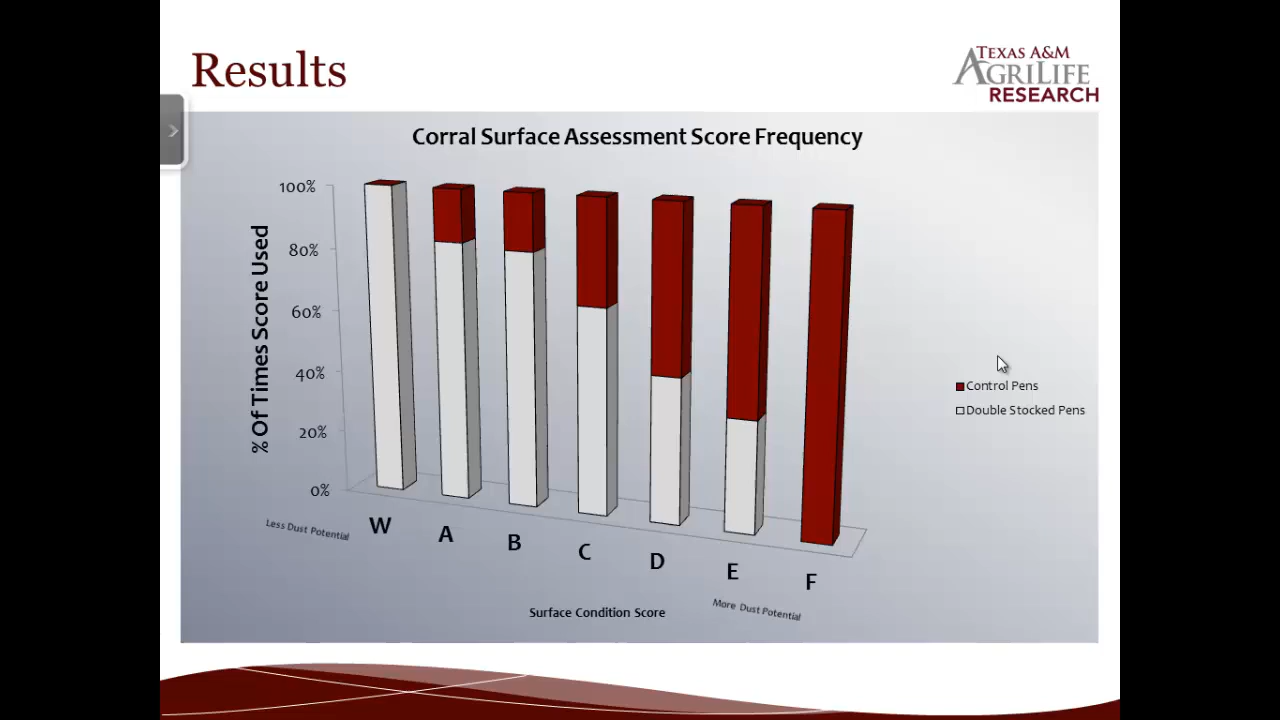 Results
TEXAS A&M
AGRILIFE
RESEARCH
>
Corral Surface Assessment Score Frequency
% Of Times Score Used
100%
80%
60%
40%
20%
0%
Less Dust Potential
W
A
B
C
D
E
F
More Dust Potential
Surface Condition Score
Control Pens
Double Stocked Pens